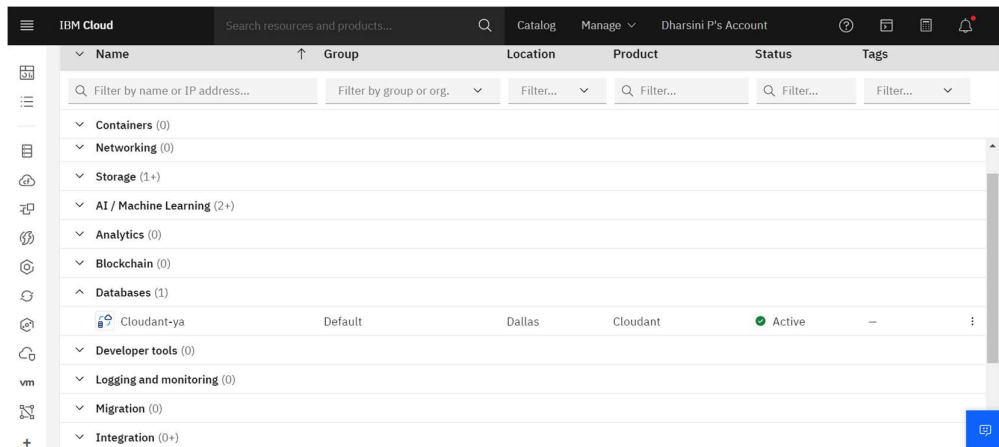 IBM Cloud Search resources and products... Catalog Manage Dharsini P's Account
Name Group Location Product Status Tags
Filter by name or IP address... Filter by group or org. Filter... Filter... Filter... Filter...
Containers (0)
Networking (0)
Storage (1+)
AI / Machine Learning (2+)
Analytics (0)
Blockchain (0)
Databases (1)
Cloudant-ya Default Dallas Cloudant Active –
Developer tools (0)
Logging and monitoring (0)
vm
Migration (0)
Integration (0+)